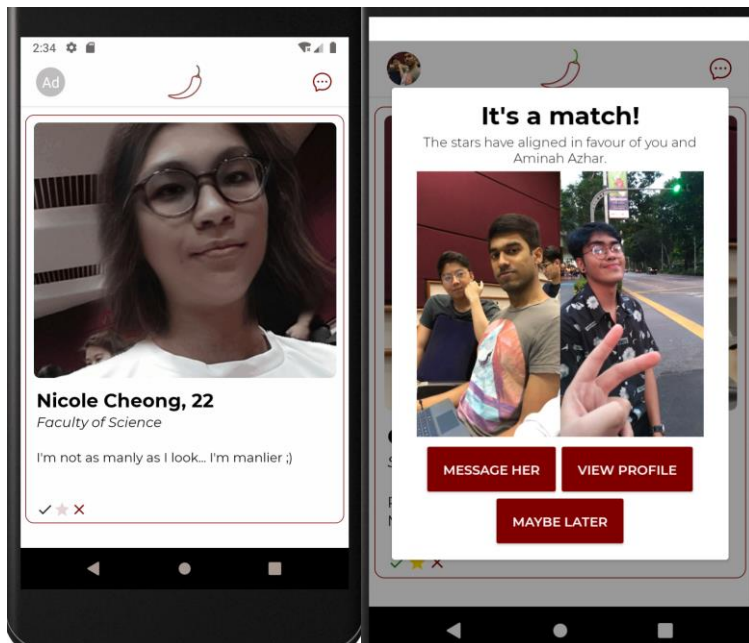 2:34
Ad
Nicole Cheong, 22
Faculty of Science
I'm not as manly as I look... I'm manlier ;)
It's a match!
The stars have aligned in favour of you and
Aminah Azhar.
MESSAGE HER
VIEW PROFILE
MAYBE LATER